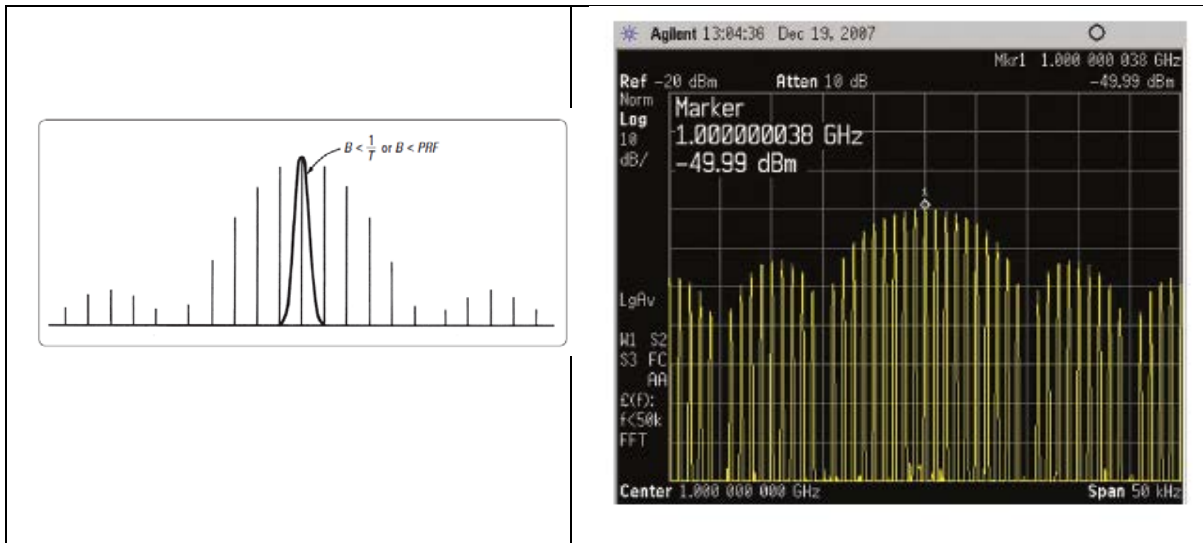 B < 1/T or B < PRF
Agilent 13:04:36 Dec 19, 2007
Mkr1 1.000 000 038 GHz
Ref -20 dBm Atten 10 dB -49.99 dBm
Norm
Log
10
dB/
Marker
1.000000038 GHz
-49.99 dBm
1
LgAv
W1 S2
S3 FC
AA
£(f):
f<50k
FFT
Center 1.000 000 000 GHz Span 50 kHz